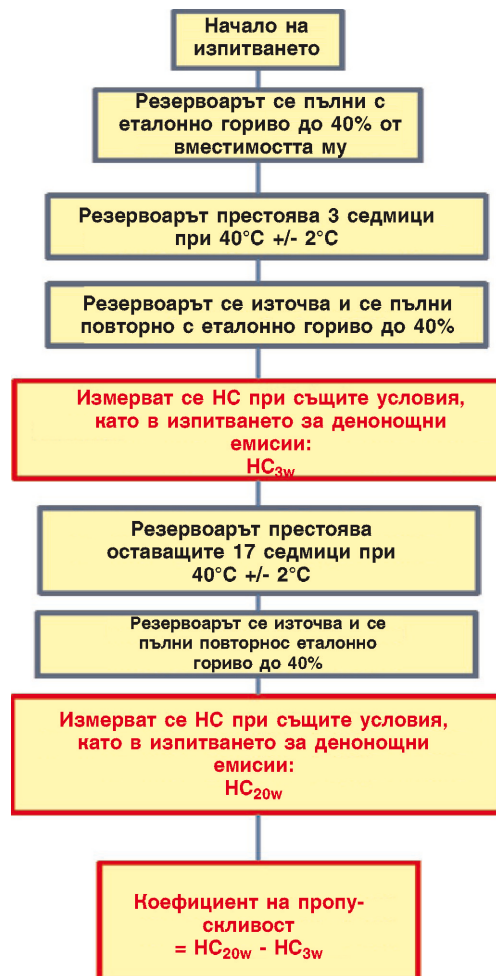 Начало на
изпитването
Резервоарът се пълни с
еталонно гориво до 40% от
вместимостта му
Резервоарът престоява 3 седмици
при 40°C +/- 2°C
Резервоарът се източва и се пълни
повторно с еталонно гориво до 40%
Измерват се HC при същите условия,
като в изпитването за денонощни
емисии:
HC3w
Резервоарът престоява
оставащите 17 седмици при
40°C +/- 2°C
Резервоарът се източва и се
пълни повторнос еталонно
гориво до 40%
Измерват се HC при същите условия,
като в изпитването за денонощни
емисии:
HC20w
Коефициент на пропу-
скливост
= HC20w - HC3w